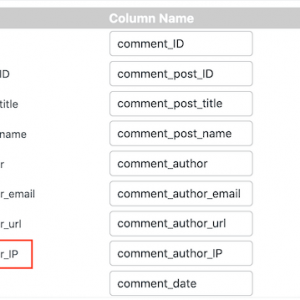 Column Name
comment_ID
ID comment_post_ID
title comment_post_title
name comment_post_name
r comment_author
r_email comment_author_email
r_url comment_author_url
r_IP comment_author_IP
comment_date